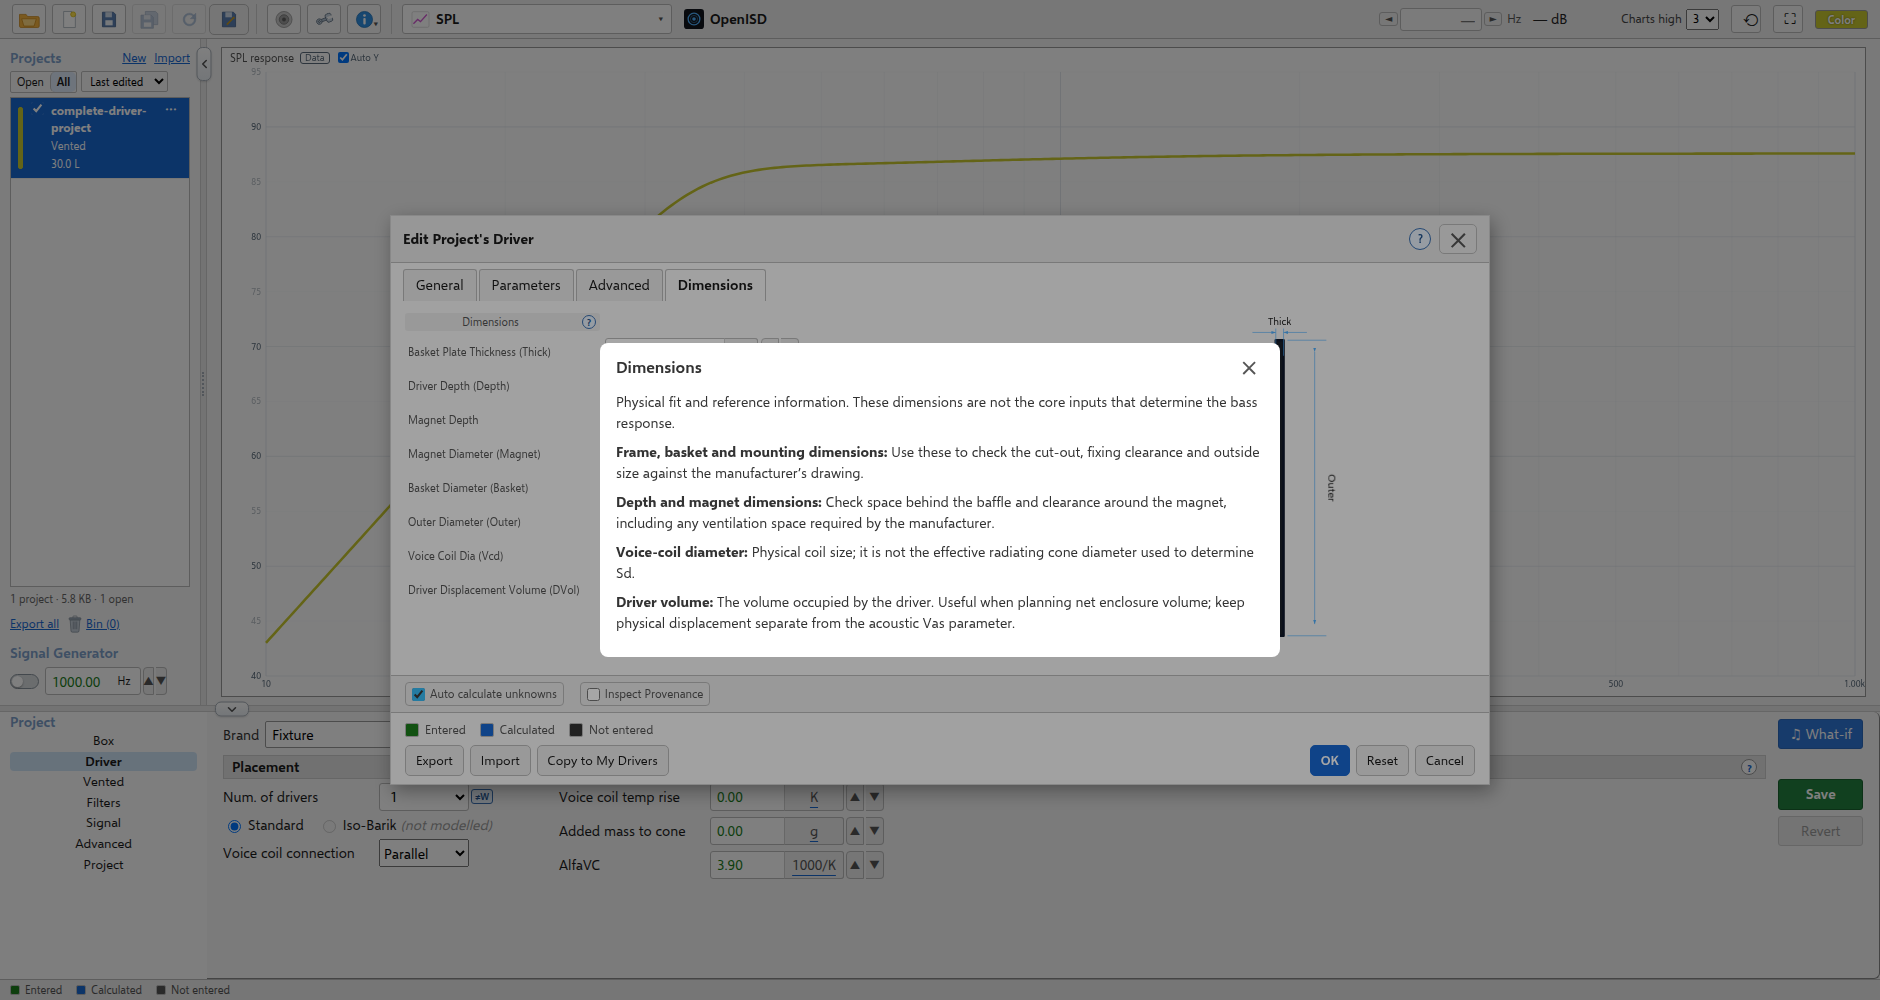 SPL
OpenISD
—
Hz
— dB
Charts high
3
Color
Projects
New
Import
Open
All
Last edited
complete-driver-
project
Vented
30.0 L
1 project · 5.8 KB · 1 open
Export all
Bin (0)
Signal Generator
1000.00
Hz
SPL response
Data
Auto Y
95
90
85
80
75
70
65
60
55
50
45
40
10
500
1.00k
Edit Project's Driver
?
General
Parameters
Advanced
Dimensions
Dimensions
?
Basket Plate Thickness (Thick)
Driver Depth (Depth)
Magnet Depth
Magnet Diameter (Magnet)
Basket Diameter (Basket)
Outer Diameter (Outer)
Voice Coil Dia (Vcd)
Driver Displacement Volume (DVol)
Thick
Outer
Dimensions
Physical fit and reference information. These dimensions are not the core inputs that determine the bass
response.
Frame, basket and mounting dimensions: Use these to check the cut-out, fixing clearance and outside
size against the manufacturer’s drawing.
Depth and magnet dimensions: Check space behind the baffle and clearance around the magnet,
including any ventilation space required by the manufacturer.
Voice-coil diameter: Physical coil size; it is not the effective radiating cone diameter used to determine
Sd.
Driver volume: The volume occupied by the driver. Useful when planning net enclosure volume; keep
physical displacement separate from the acoustic Vas parameter.
Auto calculate unknowns
Inspect Provenance
Entered
Calculated
Not entered
Export
Import
Copy to My Drivers
OK
Reset
Cancel
Project
Box
Driver
Vented
Filters
Signal
Advanced
Project
Brand
Fixture
Placement
Num. of drivers
1
≠W
Standard
Iso-Barik (not modelled)
Voice coil connection
Parallel
Voice coil temp rise
0.00
K
Added mass to cone
0.00
g
AlfaVC
3.90
1000/K
?
♫ What-if
Save
Revert
Entered
Calculated
Not entered